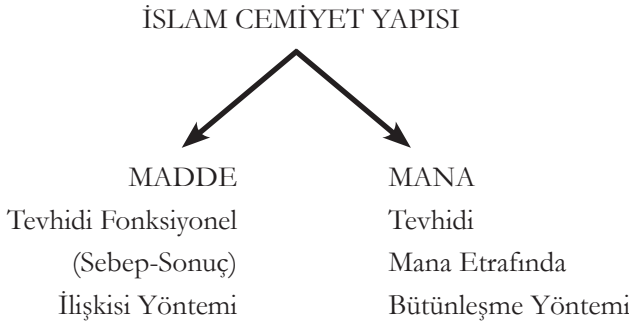 İSLAM CEMİYET YAPISI
MADDE
Tevhidi Fonksiyonel
(Sebep-Sonuç)
İlişkisi Yöntemi
MANA
Tevhidi
Mana Etrafında
Bütünleşme Yöntemi